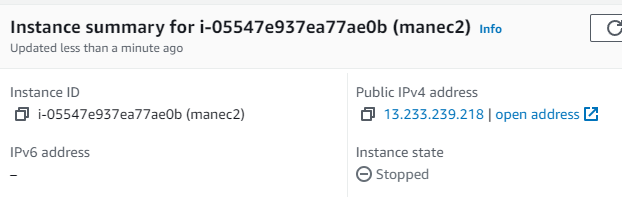 Instance summary for i-05547e937ea77ae0b (manec2) Info
Updated less than a minute ago
Instance ID
i-05547e937ea77ae0b (manec2)
Public IPv4 address
13.233.239.218 | open address
IPv6 address
–
Instance state
Stopped